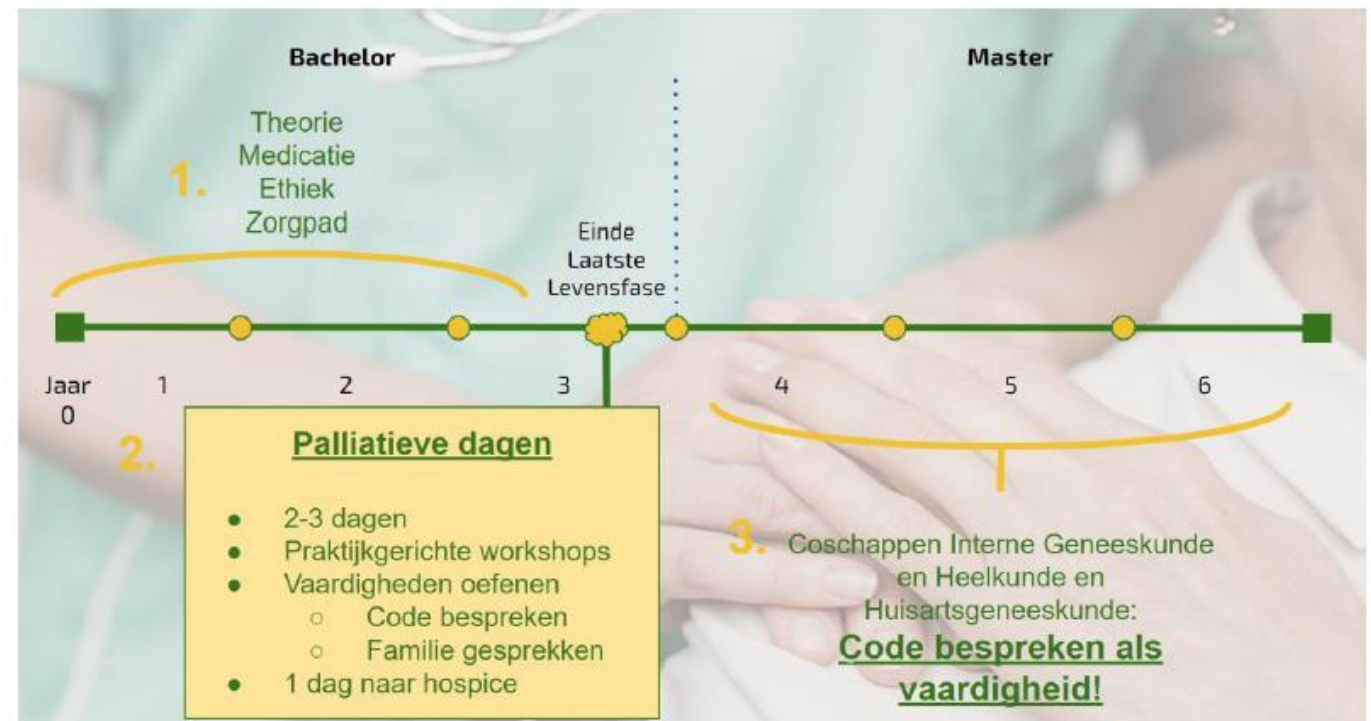 Bachelor
Master
1.
Theorie
Medicatie
Ethiek
Zorgpad
Einde
Laatste
Levensfase
Jaar
0
1
2
3
4
5
6
2.
Palliatieve dagen
● 2-3 dagen
● Praktijkgerichte workshops
● Vaardigheden oefenen
○ Code bespreken
○ Familie gesprekken
● 1 dag naar hospice
3.
Coschappen Interne Geneeskunde
en Heelkunde en
Huisartsgeneeskunde:
Code bespreken als
vaardigheid!